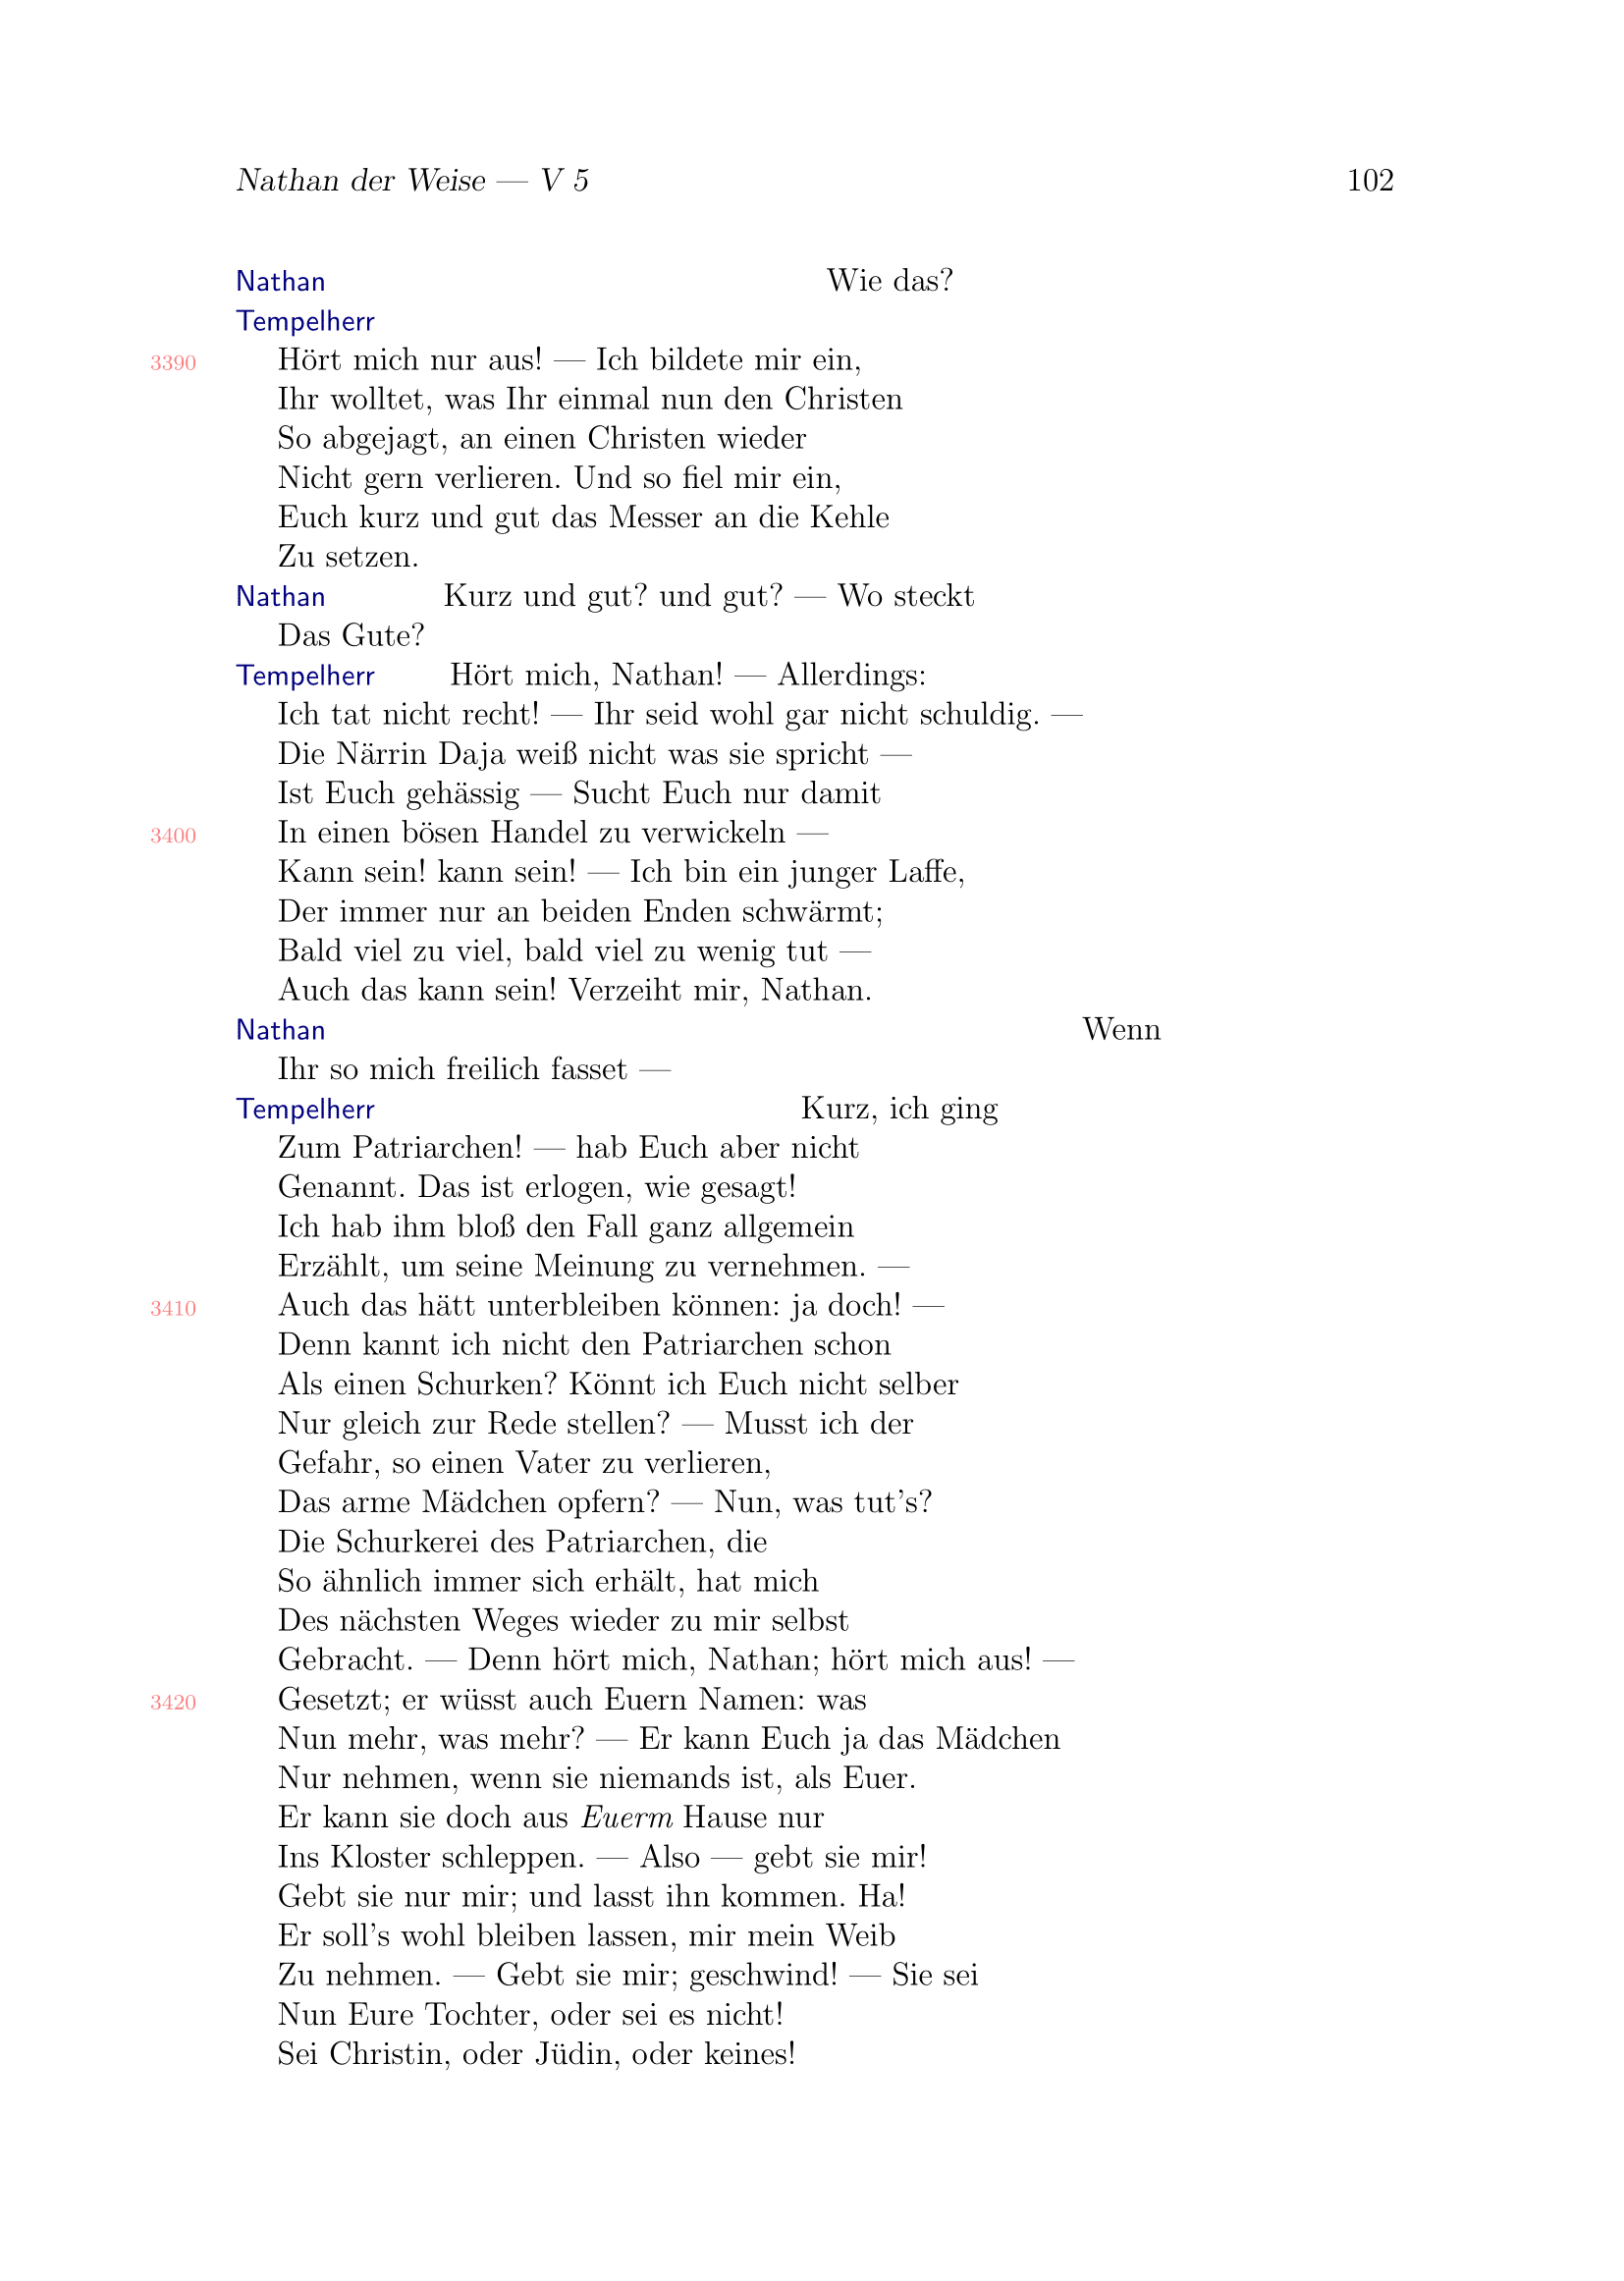 Nathan der Weise — V 5 102
Nathan Wie das?
Tempelherr
3390 Hört mich nur aus! — Ich bildete mir ein,
Ihr wolltet, was Ihr einmal nun den Christen
So abgejagt, an einen Christen wieder
Nicht gern verlieren. Und so fiel mir ein,
Euch kurz und gut das Messer an die Kehle
Zu setzen.
Nathan Kurz und gut? und gut? — Wo steckt
Das Gute?
Tempelherr Hört mich, Nathan! — Allerdings:
Ich tat nicht recht! — Ihr seid wohl gar nicht schuldig. —
Die Närrin Daja weiß nicht was sie spricht —
Ist Euch gehässig — Sucht Euch nur damit
3400 In einen bösen Handel zu verwickeln —
Kann sein! kann sein! — Ich bin ein junger Laffe,
Der immer nur an beiden Enden schwärmt;
Bald viel zu viel, bald viel zu wenig tut —
Auch das kann sein! Verzeiht mir, Nathan.
Nathan Wenn
Ihr so mich freilich fasset —
Tempelherr Kurz, ich ging
Zum Patriarchen! — hab Euch aber nicht
Genannt. Das ist erlogen, wie gesagt!
Ich hab ihm bloß den Fall ganz allgemein
Erzählt, um seine Meinung zu vernehmen. —
3410 Auch das hätt unterbleiben können: ja doch! —
Denn kannt ich nicht den Patriarchen schon
Als einen Schurken? Könnt ich Euch nicht selber
Nur gleich zur Rede stellen? — Musst ich der
Gefahr, so einen Vater zu verlieren,
Das arme Mädchen opfern? — Nun, was tut's?
Die Schurkerei des Patriarchen, die
So ähnlich immer sich erhält, hat mich
Des nächsten Weges wieder zu mir selbst
Gebracht. — Denn hört mich, Nathan; hört mich aus! —
3420 Gesetzt; er wüsst auch Euern Namen: was
Nun mehr, was mehr? — Er kann Euch ja das Mädchen
Nur nehmen, wenn sie niemands ist, als Euer.
Er kann sie doch aus Euerm Hause nur
Ins Kloster schleppen. — Also — gebt sie mir!
Gebt sie nur mir; und lasst ihn kommen. Ha!
Er soll's wohl bleiben lassen, mir mein Weib
Zu nehmen. — Gebt sie mir; geschwind! — Sie sei
Nun Eure Tochter, oder sei es nicht!
Sei Christin, oder Jüdin, oder keines!